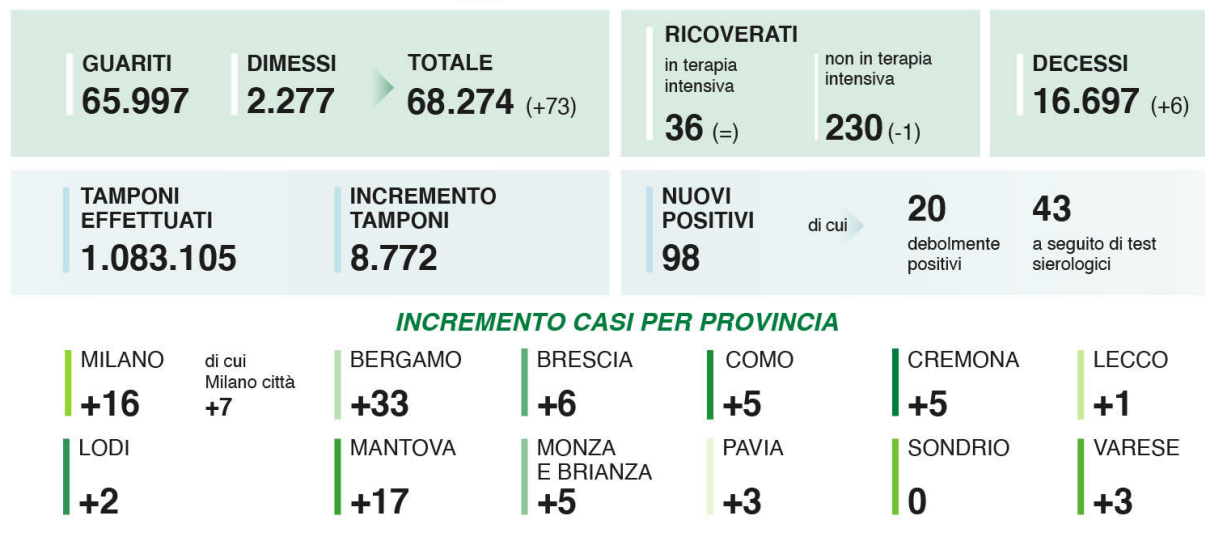 GUARITI
65.997
DIMESSI
2.277
TOTALE
68.274 (+73)
RICOVERATI
in terapia
intensiva
36 (=)
non in terapia
intensiva
230 (-1)
DECESSI
16.697 (+6)
TAMPONI
EFFETTUATI
1.083.105
INCREMENTO
TAMPONI
8.772
NUOVI
POSITIVI
98
di cui
20
debolmente
positivi
43
a seguito di test
sierologici
INCREMENTO CASI PER PROVINCIA
MILANO
+16
di cui
Milano città
+7
BERGAMO
+33
BRESCIA
+6
COMO
+5
CREMONA
+5
LECCO
+1
LODI
+2
MANTOVA
+17
MONZA
E BRIANZA
+5
PAVIA
+3
SONDRIO
0
VARESE
+3